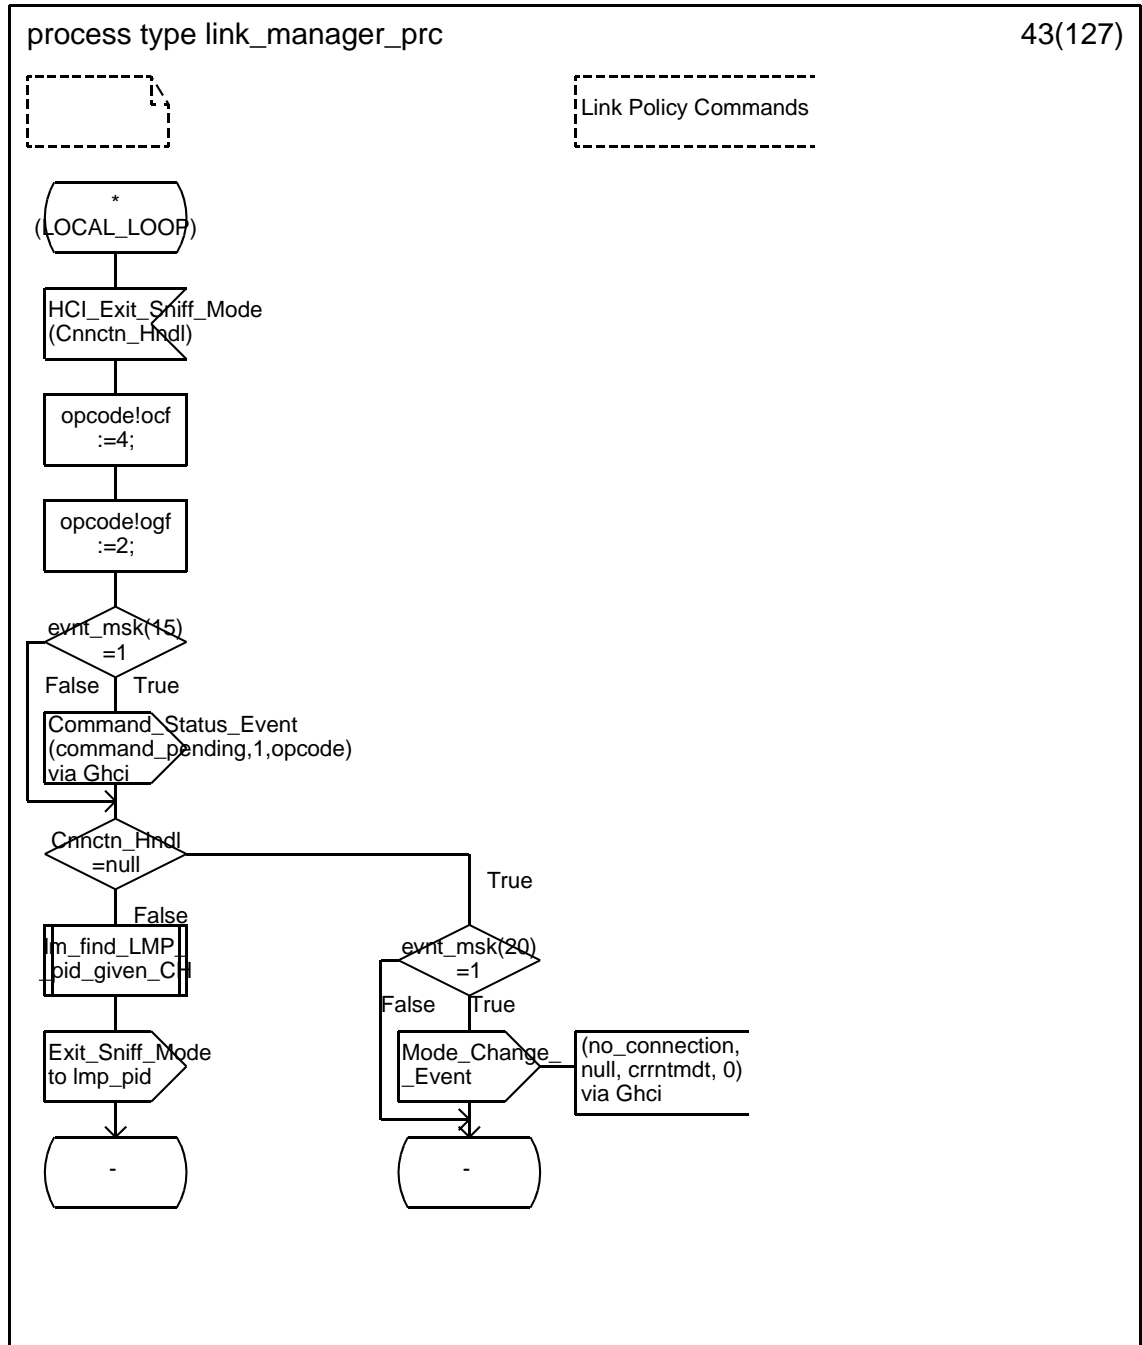 process type link_manager_prc
43(127)
Link Policy Commands
*
(LOCAL_LOOP)
HCI_Exit_Sniff_Mode
(Cnnctn_Hndl)
opcode!ocf
:=4;
opcode!ogf
:=2;
evnt_msk(15)
=1
False
True
Command_Status_Event
(command_pending,1,opcode)
via Ghci
Cnnctn_Hndl
=null
True
False
lm_find_LMP_
_pid_given_CH
evnt_msk(20)
=1
False
True
Exit_Sniff_Mode
to lmp_pid
Mode_Change_
_Event
(no_connection,
null, crrntmdt, 0)
via Ghci
-
-